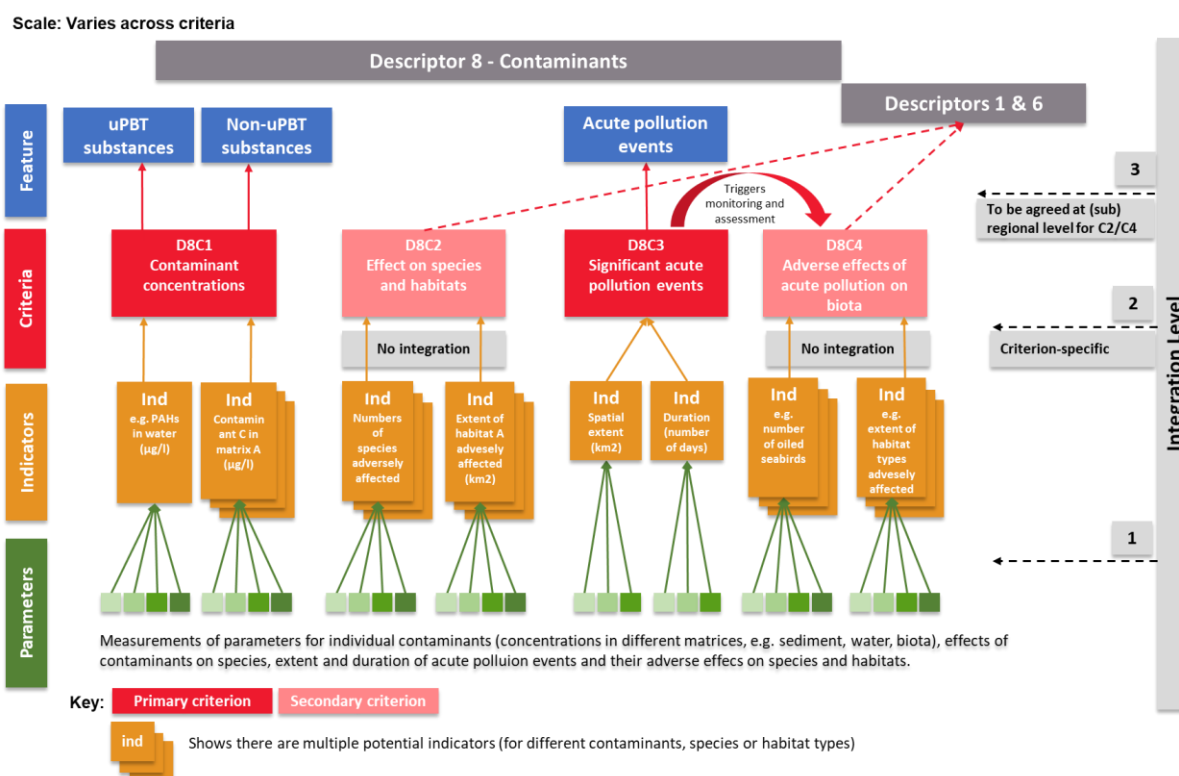 Scale: Varies across criteria
Descriptor 8 - Contaminants
Descriptors 1 & 6
Feature
uPBT
substances
Non-uPBT
substances
Acute pollution
events
3
Triggers
monitoring and
assessment
To be agreed at (sub)
regional level for C2/C4
Criteria
D8C1
Contaminant
concentrations
D8C2
Effect on species
and habitats
D8C3
Significant acute
pollution events
D8C4
Adverse effects of
acute pollution on
biota
2
No integration
No integration
Criterion-specific
Integration Level
Indicators
Ind
e.g. PAHs
in water
(µg/l)
Ind
Contamin
ant C in
matrix A
(µg/l)
Ind
Numbers
of
species
adversely
affected
Ind
Extent of
habitat A
advesely
affected
(km2)
Ind
Spatial
extent
(km2)
Ind
Duration
(number
of days)
Ind
e.g.
number
of oiled
seabirds
Ind
e.g.
extent of
habitat
types
advesely
affected
1
Parameters
Measurements of parameters for individual contaminants (concentrations in different matrices, e.g. sediment, water, biota), effects of
contaminants on species, extent and duration of acute polluion events and their adverse effecs on species and habitats.
Key:
Primary criterion
Secondary criterion
ind
Shows there are multiple potential indicators (for different contaminants, species or habitat types)